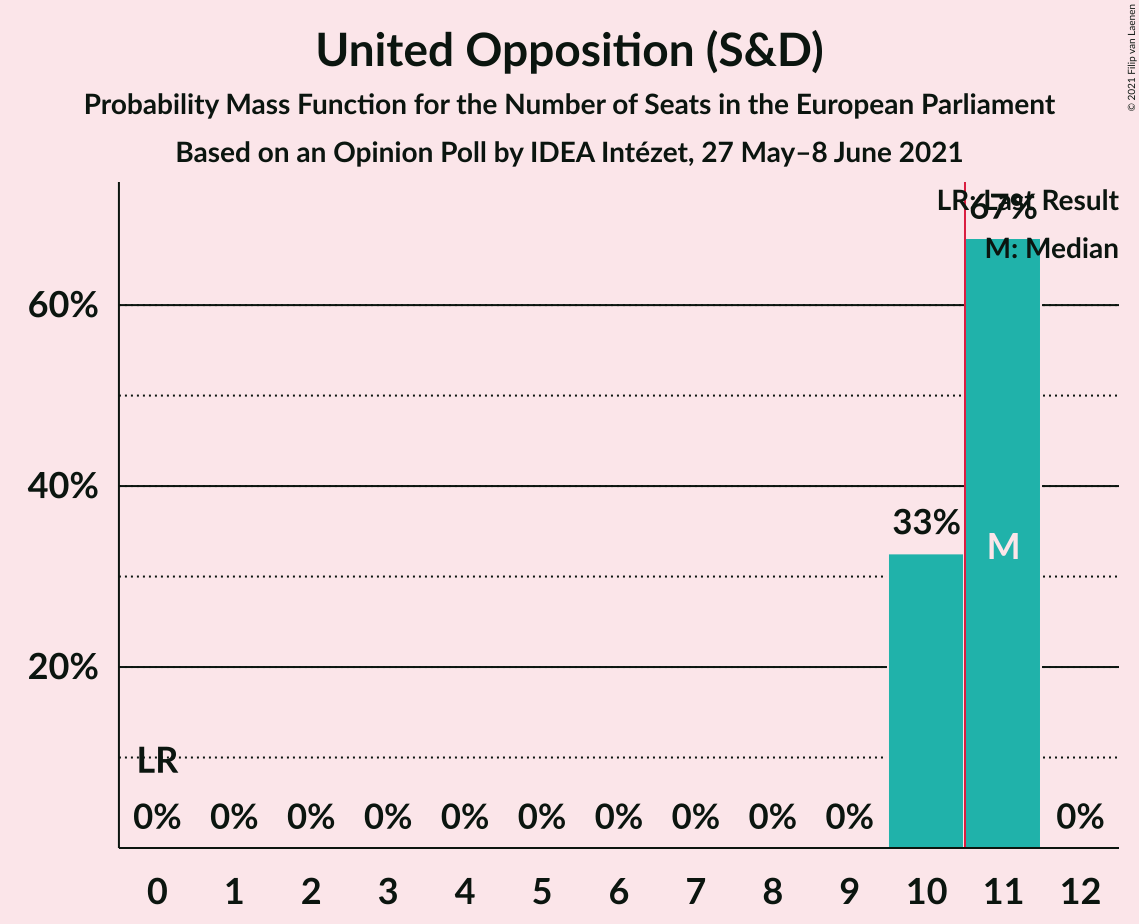 United Opposition (S&D)
Probability Mass Function for the Number of Seats in the European Parliament
Based on an Opinion Poll by IDEA Intézet, 27 May–8 June 2021
© 2021 Filip van Laenen
LR: Last Result
67%
M: Median
60%
40%
33%
M
20%
LR
0% 0% 0% 0% 0% 0% 0% 0% 0% 0% 0%
0 1 2 3 4 5 6 7 8 9 10 11 12